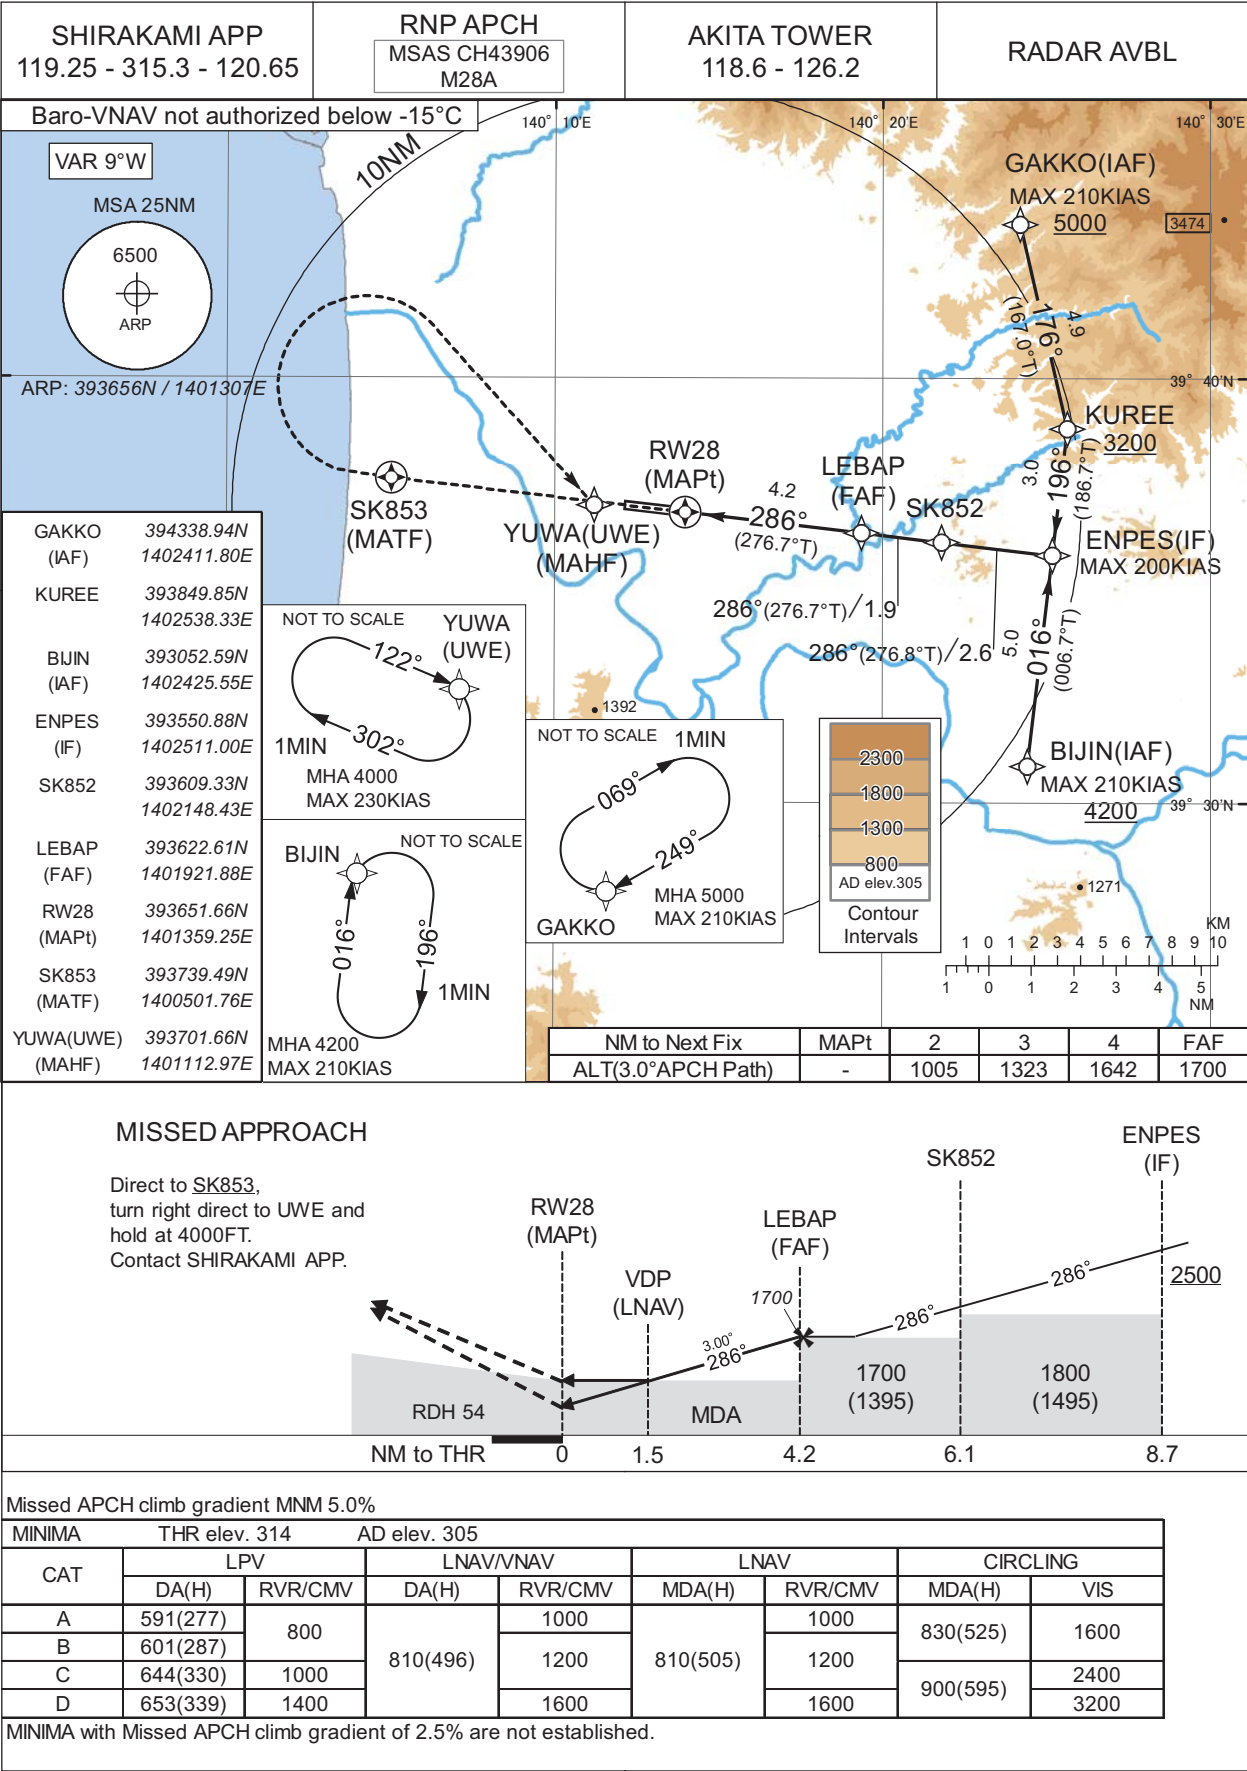 SHIRAKAMI APP
119.25 - 315.3 - 120.65
RNP APCH
MSAS CH43906
M28A
AKITA TOWER
118.6 - 126.2
RADAR AVBL
Baro-VNAV not authorized below -15°C
140° 10'E
140° 20'E
140° 30'E
10NM
VAR 9°W
MSA 25NM
6500
ARP
ARP: 393656N / 1401307E
GAKKO(IAF)
MAX 210KIAS
5000
3474
176°
(167.0°T)
4.9
39° 40'N
KUREE
3200
3.0
196°
(186.7°T)
RW28
(MAPt)
LEBAP
(FAF)
SK852
4.2
286°
(276.7°T)
SK853
(MATF)
YUWA(UWE)
(MAHF)
ENPES(IF)
MAX 200KIAS
286°(276.7°T)/1.9
286°(276.8°T)/2.6
5.0
016°
(006.7°T)
BIJIN(IAF)
MAX 210KIAS
4200
39° 30'N
1392
1271
GAKKO 394338.94N
(IAF) 1402411.80E
KUREE 393849.85N
1402538.33E
BIJIN 393052.59N
(IAF) 1402425.55E
ENPES 393550.88N
(IF) 1402511.00E
SK852 393609.33N
1402148.43E
LEBAP 393622.61N
(FAF) 1401921.88E
RW28 393651.66N
(MAPt) 1401359.25E
SK853 393739.49N
(MATF) 1400501.76E
YUWA(UWE) 393701.66N
(MAHF) 1401112.97E
NOT TO SCALE
YUWA
(UWE)
122°
302°
1MIN
MHA 4000
MAX 230KIAS
NOT TO SCALE
BIJIN
016°
196°
1MIN
MHA 4200
MAX 210KIAS
NOT TO SCALE 1MIN
069°
249°
GAKKO
MHA 5000
MAX 210KIAS
2300
1800
1300
800
AD elev.305
Contour
Intervals
KM
1 0 1 2 3 4 5 6 7 8 9 10
1 0 1 2 3 4 5
NM
NM to Next Fix MAPt 2 3 4 FAF
ALT(3.0°APCH Path) - 1005 1323 1642 1700
MISSED APPROACH
Direct to SK853,
turn right direct to UWE and
hold at 4000FT.
Contact SHIRAKAMI APP.
RW28
(MAPt)
VDP
(LNAV)
LEBAP
(FAF)
SK852
ENPES
(IF)
1700
3.00°
286°
286°
286°
2500
1700
(1395)
1800
(1495)
RDH 54
MDA
NM to THR 0 1.5 4.2 6.1 8.7
Missed APCH climb gradient MNM 5.0%
MINIMA THR elev. 314 AD elev. 305
CAT LPV LNAV/VNAV LNAV CIRCLING
DA(H) RVR/CMV DA(H) RVR/CMV MDA(H) RVR/CMV MDA(H) VIS
A 591(277) 800 810(496) 1000 810(505) 1000 830(525) 1600
B 601(287) 1200 1200
C 644(330) 1000 900(595) 2400
D 653(339) 1400 1600 1600 3200
MINIMA with Missed APCH climb gradient of 2.5% are not established.